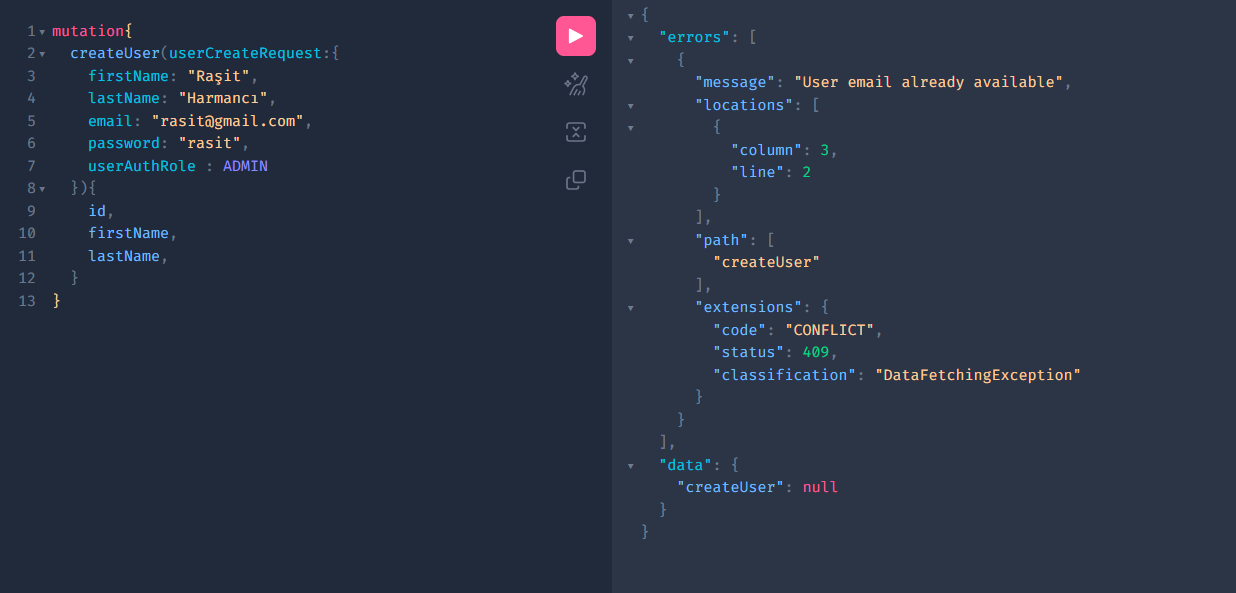 1 mutation{
2 createUser(userCreateRequest:{
3 firstName: "Raşit",
4 lastName: "Harmancı",
5 email: "rasit@gmail.com",
6 password: "rasit",
7 userAuthRole : ADMIN
8 }){
9 id,
10 firstName,
11 lastName,
12 }
13 }
{
"errors": [
{
"message": "User email already available",
"locations": [
{
"column": 3,
"line": 2
}
],
"path": [
"createUser"
],
"extensions": {
"code": "CONFLICT",
"status": 409,
"classification": "DataFetchingException"
}
}
],
"data": {
"createUser": null
}
}